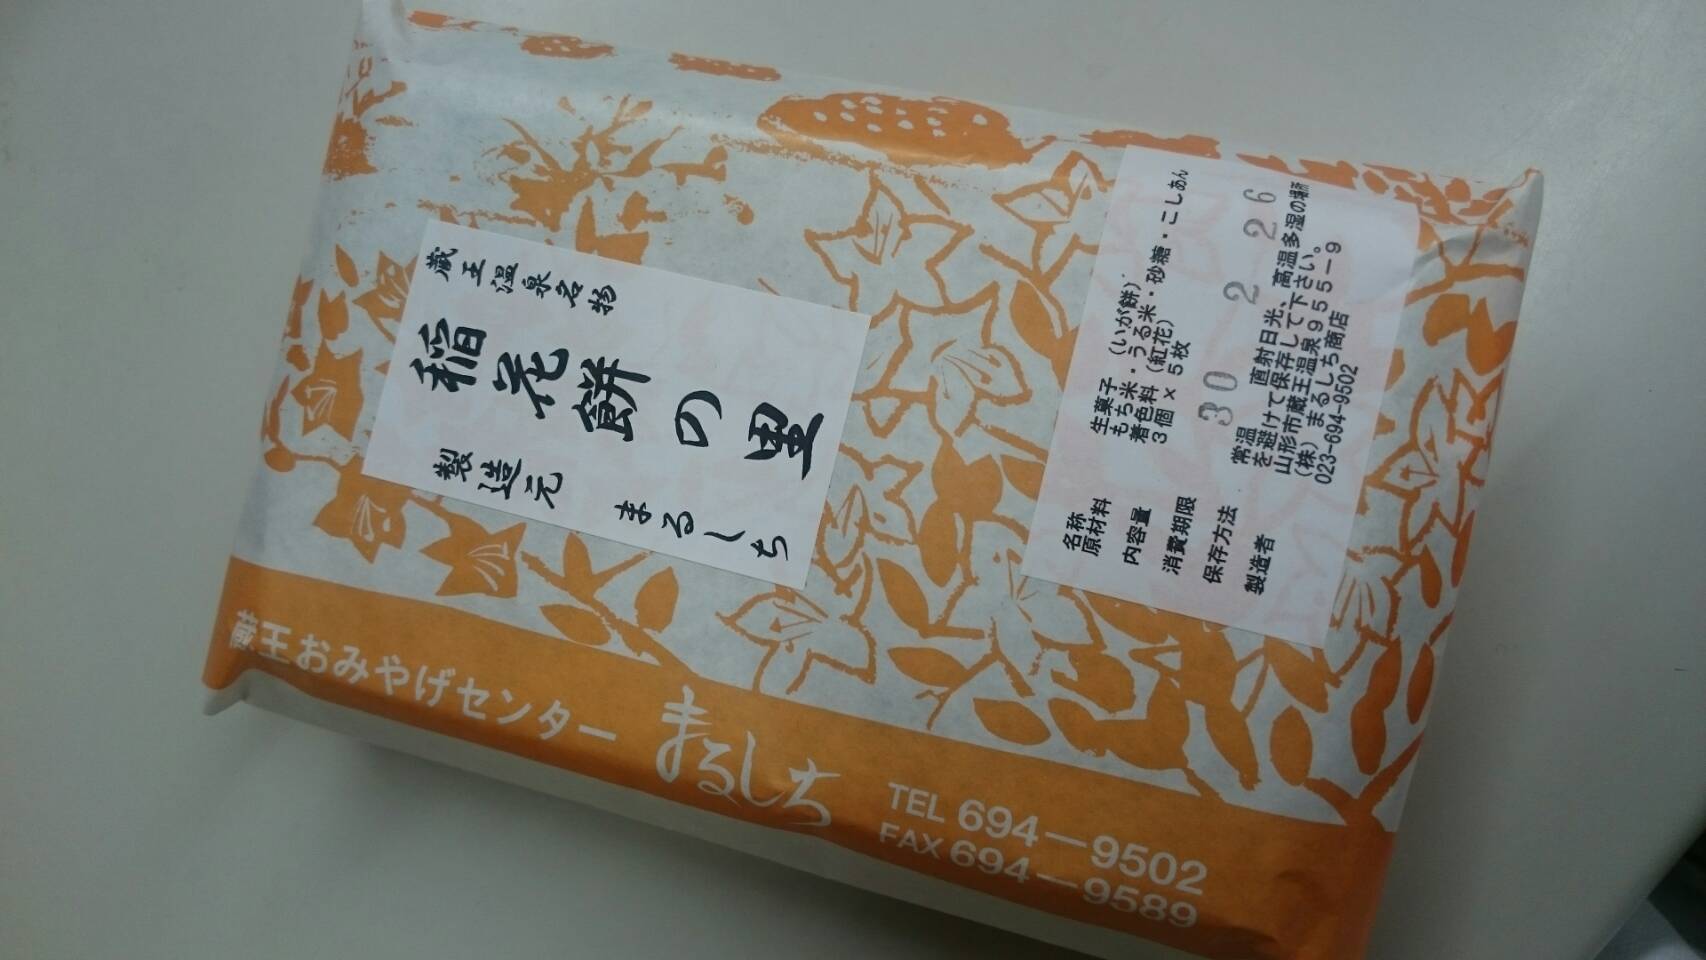 蔵王温泉名物
稲花餅の里
製造元 まるしち
名称 生菓子 (いが餅)
原材料 もち米・うる米・砂糖・こしあん
着色料 (紅花)
内容量 3個×5枚
消費期限 30 2 26
保存方法 常温 直射日光、高温多湿の場所
を避けて保存して下さい。
製造者 山形市蔵王温泉955-9
(株)まるしち商店
023-694-9502
蔵王おみやげセンター まるしち
TEL 694-9502
FAX 694-9589